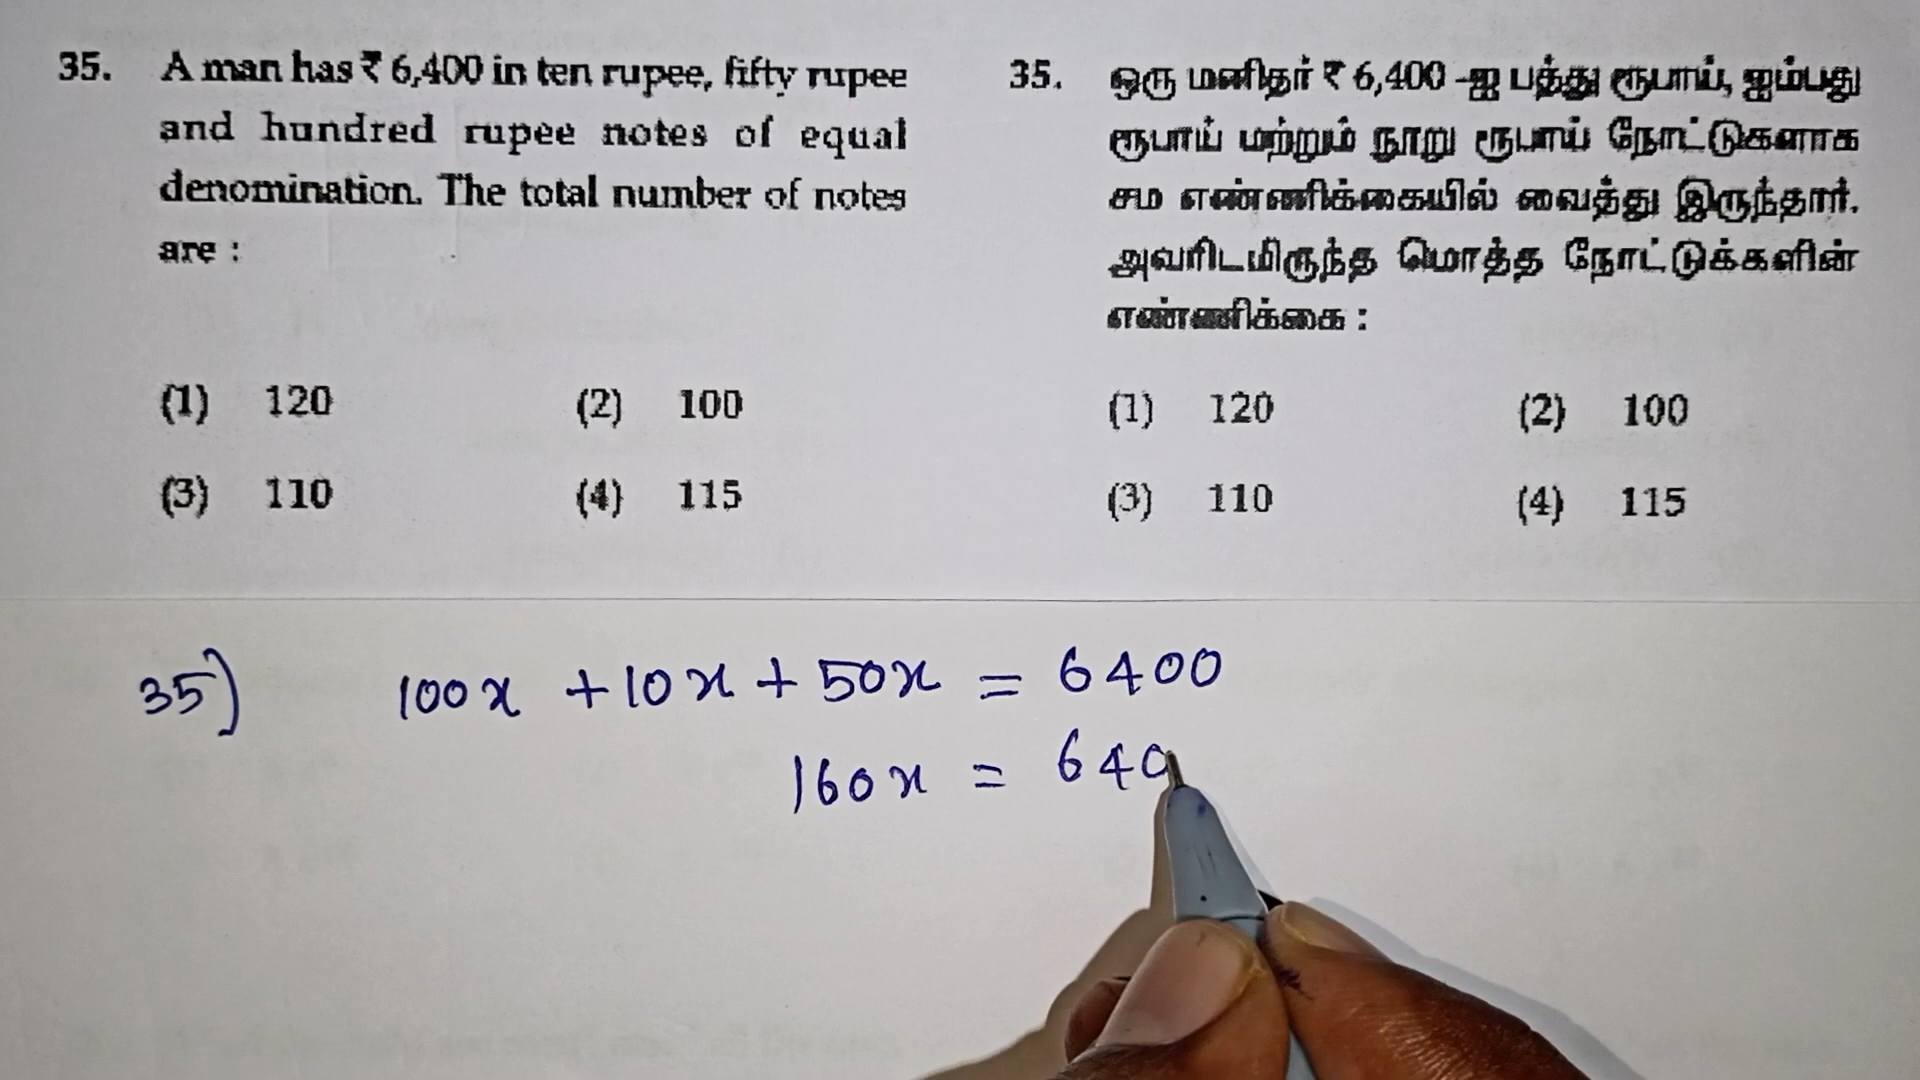 35. A man has ₹ 6,400 in ten rupee, fifty rupee
and hundred rupee notes of equal
denomination. The total number of notes
are :
(1) 120 (2) 100
(3) 110 (4) 115
35. ஒரு மனிதர் ₹ 6,400 -ஐ பத்து ரூபாய், ஐம்பது
ரூபாய் மற்றும் நூறு ரூபாய் நோட்டுகளாக
சம எண்ணிக்கையில் வைத்து இருந்தார்.
அவரிடமிருந்த மொத்த நோட்டுக்களின்
எண்ணிக்கை :
(1) 120 (2) 100
(3) 110 (4) 115
35) 100x + 10x + 50x = 6400
160x = 640